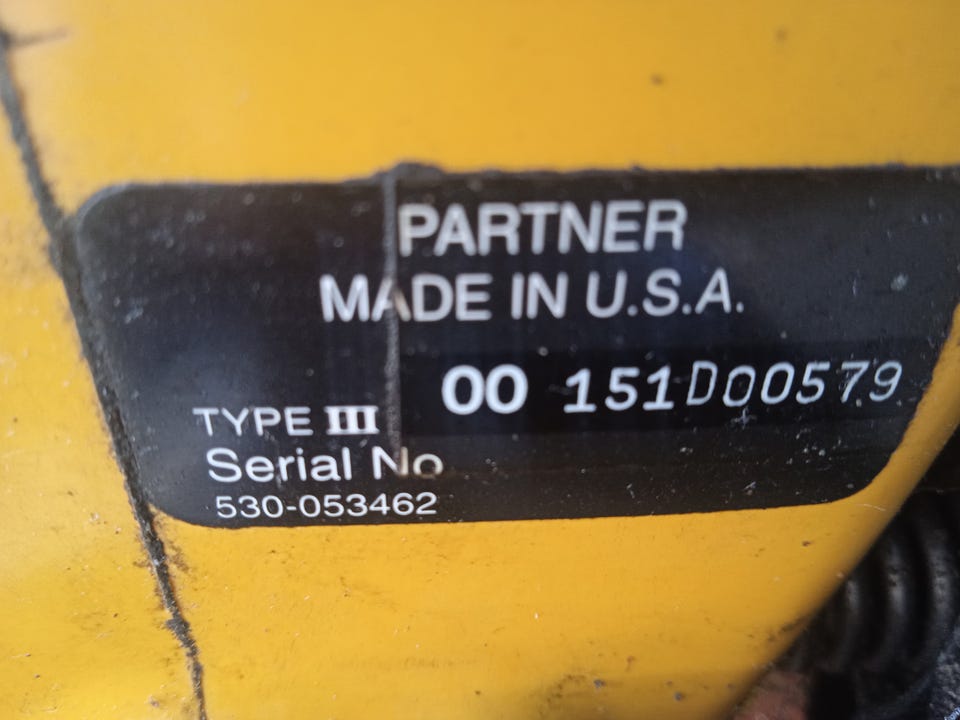 PARTNER
MADE IN U.S.A.
00 151D00579
TYPE III
Serial No
530-053462